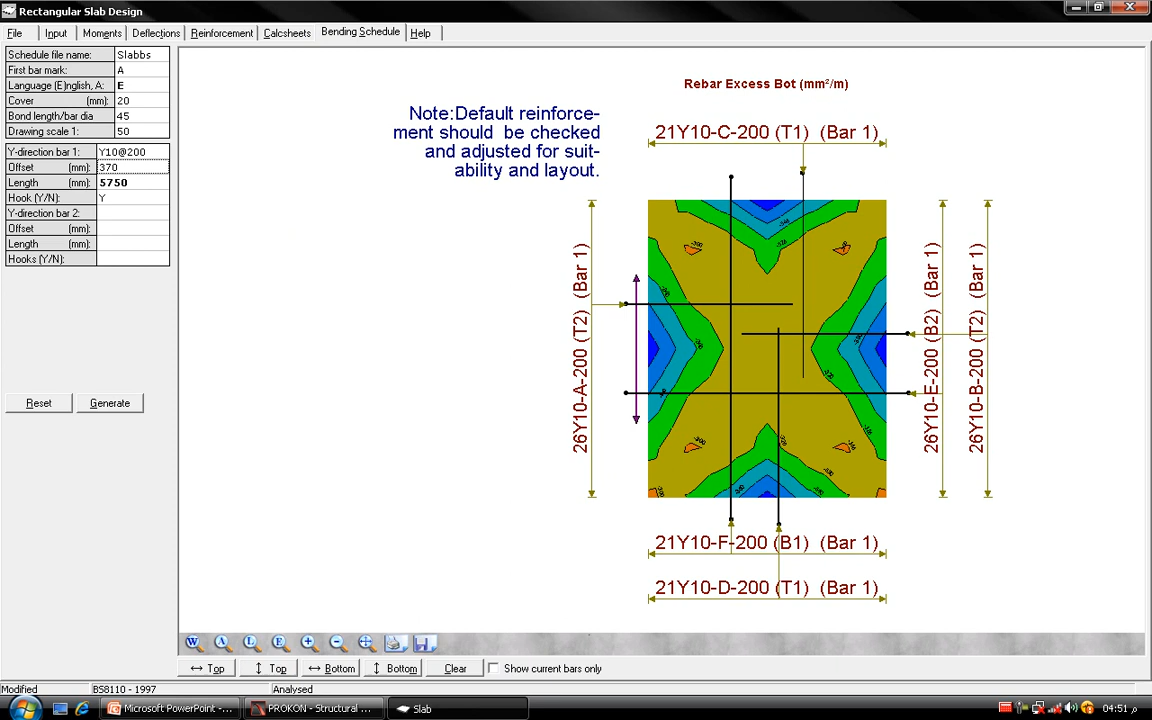 Rectangular Slab Design
File Input Moments Deflections Reinforcement Calcsheets Bending Schedule Help
Schedule file name: Slabbs
First bar mark: A
Language (E)nglish, A: E
Cover (mm): 20
Bond length/bar dia 45
Drawing scale 1: 50
Y-direction bar 1: Y10@200
Offset (mm): 370
Length (mm): 5750
Hook (Y/N): Y
Y-direction bar 2:
Offset (mm):
Length (mm):
Hooks (Y/N):
Reset Generate
Rebar Excess Bot (mm²/m)
Note:Default reinforce-
ment should be checked
and adjusted for suit-
ability and layout.
21Y10-C-200 (T1) (Bar 1)
26Y10-A-200 (T2) (Bar 1)
26Y10-E-200 (B2) (Bar 1)
26Y10-B-200 (T2) (Bar 1)
21Y10-F-200 (B1) (Bar 1)
21Y10-D-200 (T1) (Bar 1)
W A L E
↔ Top ↕ Top ↔ Bottom ↕ Bottom Clear Show current bars only
Modified BS8110 - 1997 Analysed
Microsoft PowerPoint -... PROKON - Structural ... Slab 04:51 م